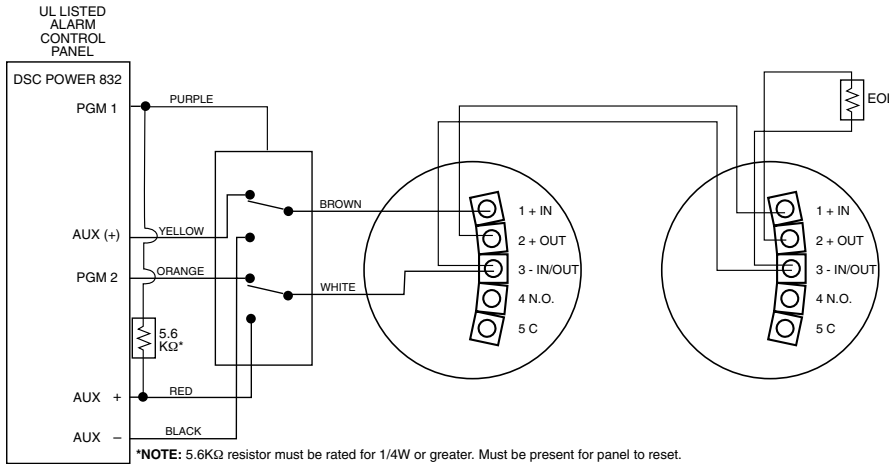 UL LISTED
ALARM
CONTROL
PANEL
DSC POWER 832
PGM 1
PURPLE
AUX (+)
YELLOW
PGM 2
ORANGE
5.6
KΩ*
AUX +
RED
AUX –
BLACK
BROWN
WHITE
1 + IN
2 + OUT
3 - IN/OUT
4 N.O.
5 C
1 + IN
2 + OUT
3 - IN/OUT
4 N.O.
5 C
*NOTE: 5.6KΩ resistor must be rated for 1/4W or greater. Must be present for panel to reset.